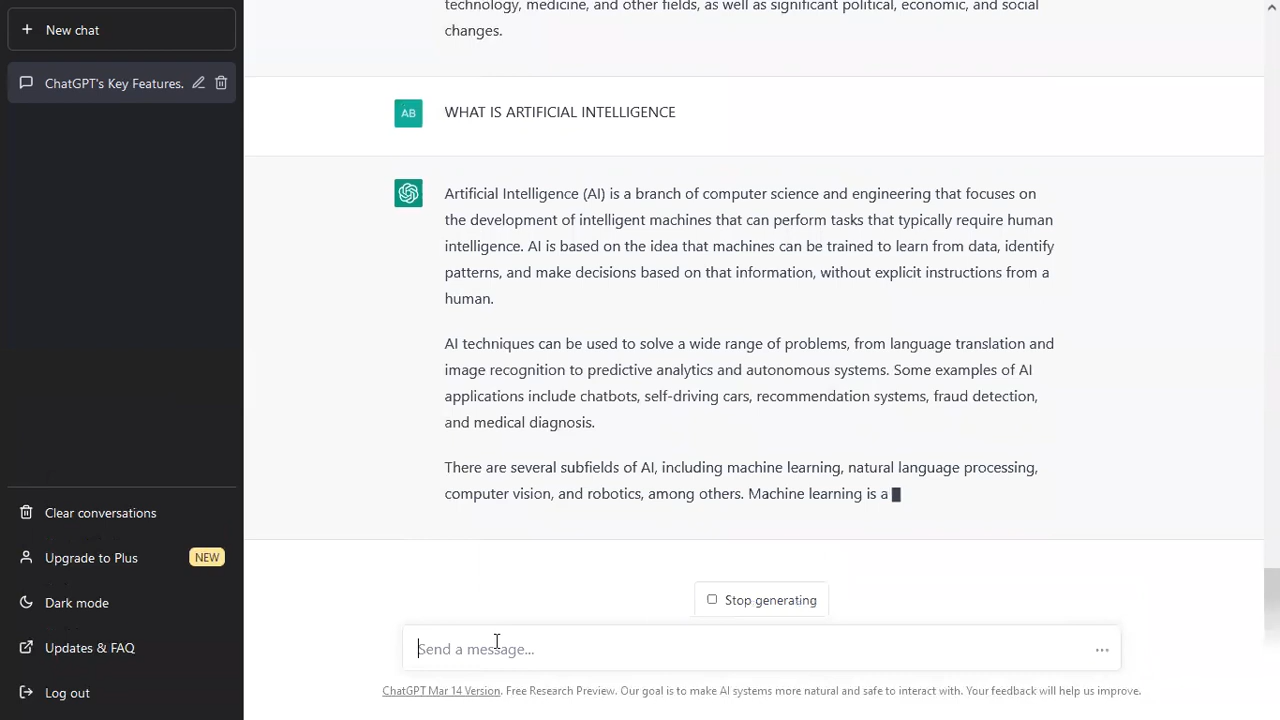 New chat
ChatGPT's Key Features.
Clear conversations
Upgrade to Plus
NEW
Dark mode
Updates & FAQ
Log out
technology, medicine, and other fields, as well as significant political, economic, and social
changes.
AB
WHAT IS ARTIFICIAL INTELLIGENCE
Artificial Intelligence (AI) is a branch of computer science and engineering that focuses on
the development of intelligent machines that can perform tasks that typically require human
intelligence. AI is based on the idea that machines can be trained to learn from data, identify
patterns, and make decisions based on that information, without explicit instructions from a
human.
AI techniques can be used to solve a wide range of problems, from language translation and
image recognition to predictive analytics and autonomous systems. Some examples of AI
applications include chatbots, self-driving cars, recommendation systems, fraud detection,
and medical diagnosis.
There are several subfields of AI, including machine learning, natural language processing,
computer vision, and robotics, among others. Machine learning is a
Stop generating
Send a message...
ChatGPT Mar 14 Version. Free Research Preview. Our goal is to make AI systems more natural and safe to interact with. Your feedback will help us improve.